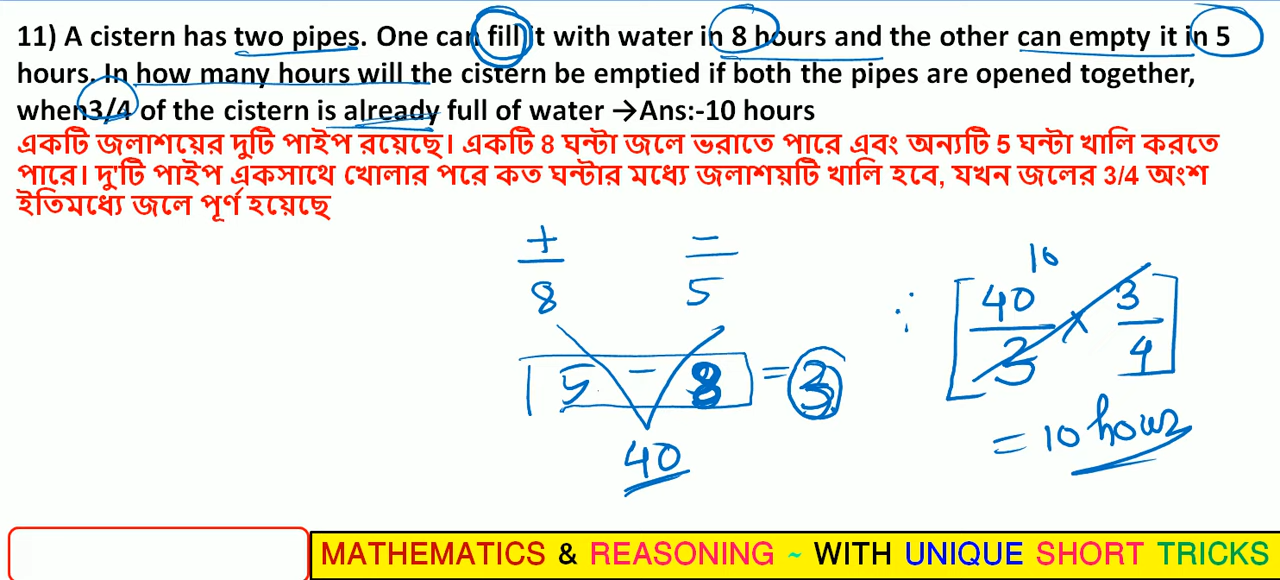 11) A cistern has two pipes. One can fill it with water in 8 hours and the other can empty it in 5
hours. In how many hours will the cistern be emptied if both the pipes are opened together,
when 3/4 of the cistern is already full of water →Ans:-10 hours
একটি জলাশয়ের দুটি পাইপ রয়েছে। একটি 8 ঘন্টা জলে ভরাতে পারে এবং অন্যটি 5 ঘন্টা খালি করতে
পারে। দু'টি পাইপ একসাথে খোলার পরে কত ঘন্টার মধ্যে জলাশয়টি খালি হবে, যখন জলের 3/4 অংশ
ইতিমধ্যে জলে পূর্ণ হয়েছে
+ −
8 5
5 − 8 = 3
40
10
∴ [40/3 × 3/4]
= 10 hour
MATHEMATICS & REASONING ~ WITH UNIQUE SHORT TRICKS